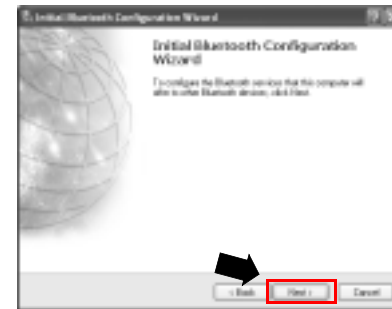 Initial Bluetooth Configuration Wizard
Initial Bluetooth Configuration
Wizard
To configure the Bluetooth services that this computer will
offer to other Bluetooth devices, click Next.
< Back
Next >
Cancel